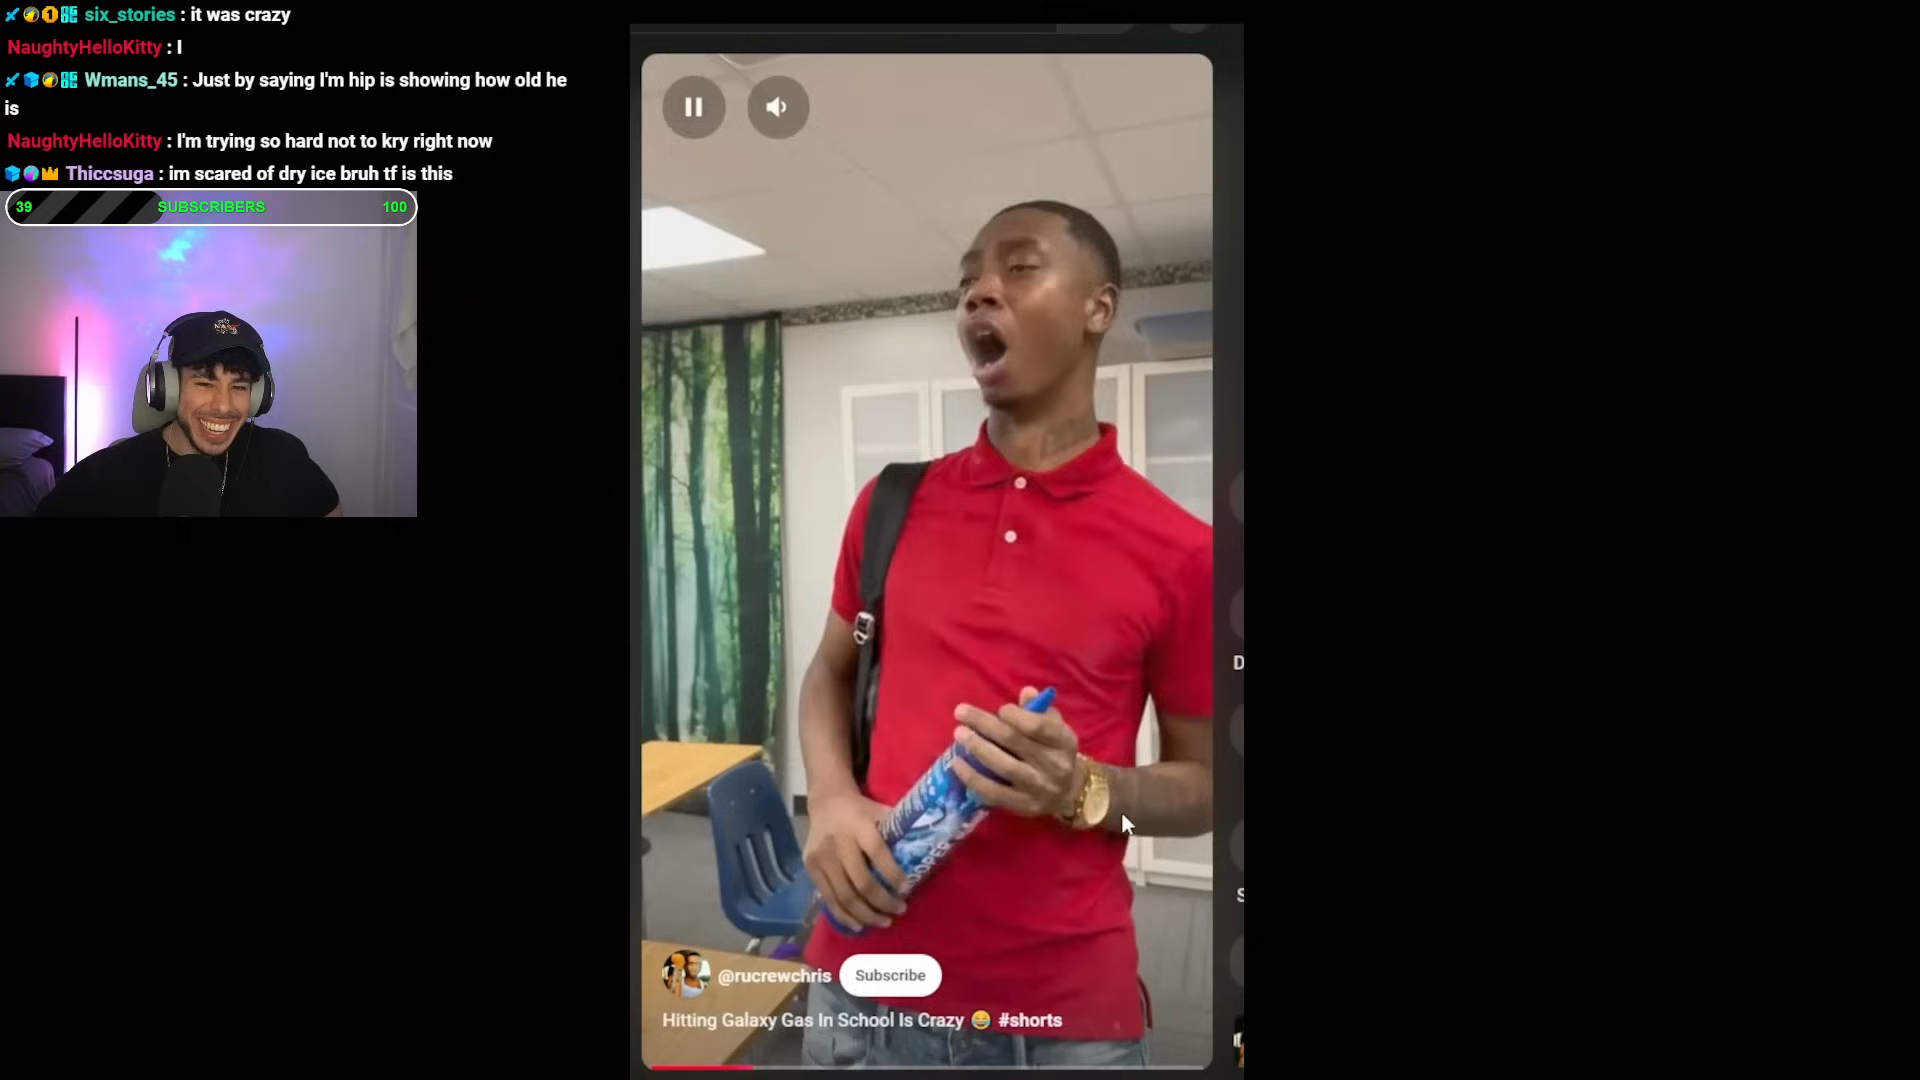 six_stories : it was crazy
NaughtyHelloKitty : I
Wmans_45 : Just by saying I'm hip is showing how old he
is
NaughtyHelloKitty : I'm trying so hard not to kry right now
Thiccsuga : im scared of dry ice bruh tf is this
39 SUBSCRIBERS 100
NASA
@rucrewchris Subscribe
Hitting Galaxy Gas In School Is Crazy 😂 #shorts